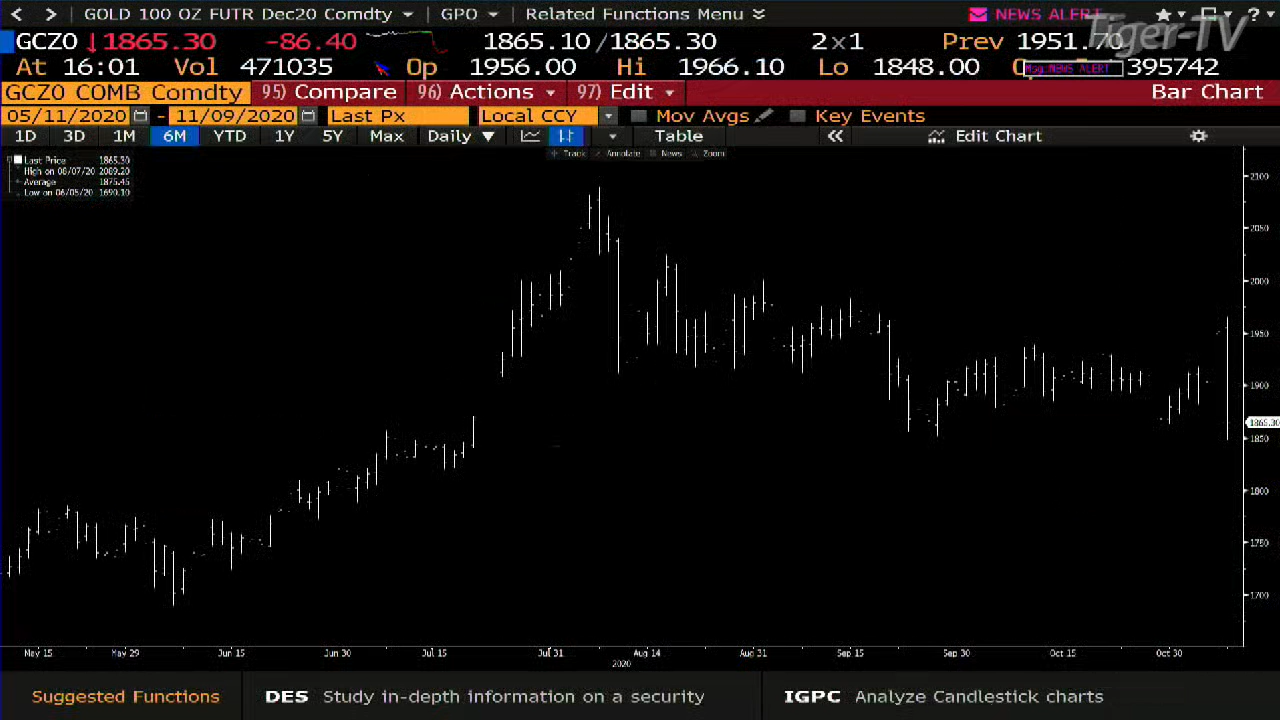 < > GOLD 100 OZ FUTR Dec20 Comdty GPO Related Functions Menu NEWS ALERT ?
Tiger-TV
GCZ0 ↓1865.30 -86.40 1865.10/1865.30 2×1 Prev 1951.70
At 16:01 Vol 471035 Op 1956.00 Hi 1966.10 Lo 1848.00 395742
Msg:NEWS ALERT
GCZ0 COMB Comdty 95) Compare 96) Actions 97) Edit Bar Chart
05/11/2020 - 11/09/2020 Last Px Local CCY Mov Avgs Key Events
1D 3D 1M 6M YTD 1Y 5Y Max Daily ▼ Table « Edit Chart
Track Annotate News Zoom
Last Price 1865.30
High on 08/07/20 2089.20
Average 1875.45
Low on 06/05/20 1690.10
2100
2050
2000
1950
1900
1865.30
1850
1800
1750
1700
May 15 May 29 Jun 15 Jun 30 Jul 15 Jul 31 Aug 14 Aug 31 Sep 15 Sep 30 Oct 15 Oct 30
2020
Suggested Functions DES Study in-depth information on a security IGPC Analyze Candlestick charts